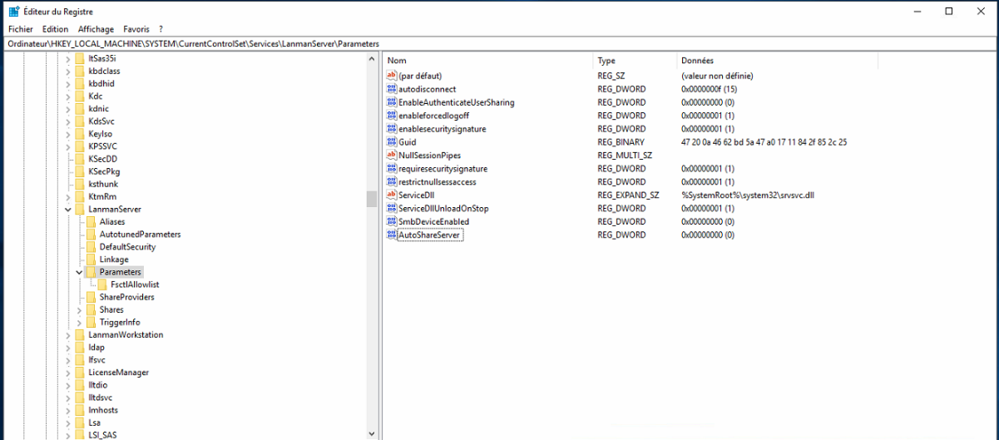 Éditeur du Registre
Fichier Edition Affichage Favoris ?
Ordinateur\HKEY_LOCAL_MACHINE\SYSTEM\CurrentControlSet\Services\LanmanServer\Parameters
ItSas35i
kbdclass
kbdhid
Kdc
kdnic
KdsSvc
KeyIso
KPSSVC
KSecDD
KSecPkg
ksthunk
KtmRm
LanmanServer
Aliases
AutotunedParameters
DefaultSecurity
Linkage
Parameters
FsctlAllowlist
ShareProviders
Shares
TriggerInfo
LanmanWorkstation
ldap
lfsvc
LicenseManager
lltdio
lltdsvc
lmhosts
Lsa
LSI_SAS
Nom Type Données
(par défaut) REG_SZ (valeur non définie)
autodisconnect REG_DWORD 0x0000000f (15)
EnableAuthenticateUserSharing REG_DWORD 0x00000000 (0)
enableforcedlogoff REG_DWORD 0x00000001 (1)
enablesecuritysignature REG_DWORD 0x00000001 (1)
Guid REG_BINARY 47 20 0a 46 62 bd 5a 47 a0 17 11 84 2f 85 2c 25
NullSessionPipes REG_MULTI_SZ
requiresecuritysignature REG_DWORD 0x00000001 (1)
restrictnullsessaccess REG_DWORD 0x00000001 (1)
ServiceDll REG_EXPAND_SZ %SystemRoot%\system32\srvsvc.dll
ServiceDllUnloadOnStop REG_DWORD 0x00000001 (1)
SmbDeviceEnabled REG_DWORD 0x00000000 (0)
AutoShareServer REG_DWORD 0x00000000 (0)